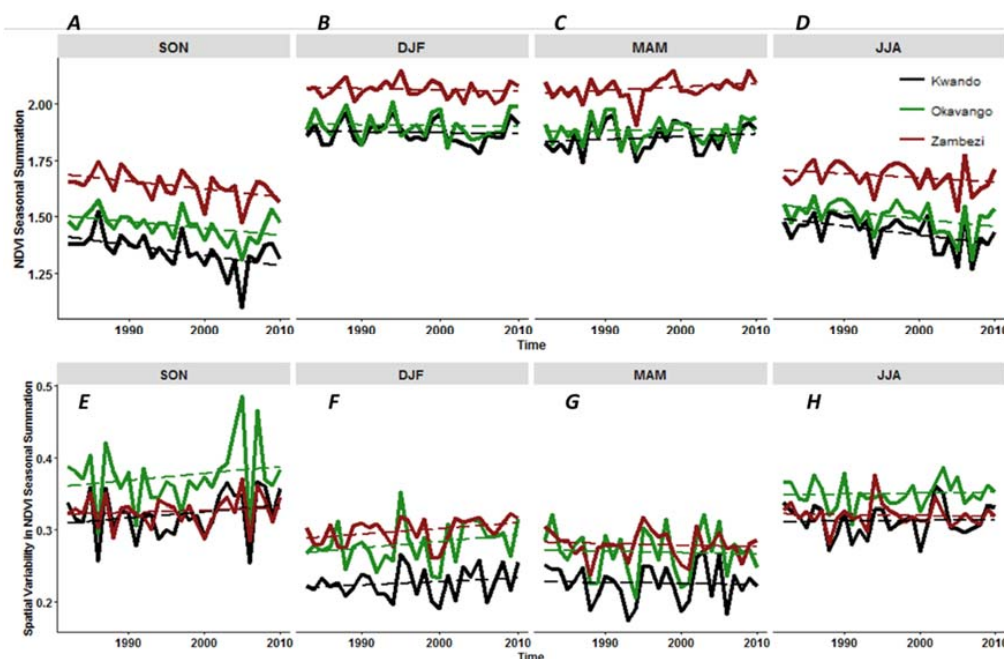 A B C D
SON DJF MAM JJA
Kwando
Okavango
Zambezi
NDVI Seasonal Summation
2.00
1.75
1.50
1.25
1990 2000 2010 1990 2000 2010 1990 2000 2010 1990 2000 2010
Time
SON DJF MAM JJA
E F G H
Spatial Variability in NDVI Seasonal Summation
0.5
0.4
0.3
0.2
1990 2000 2010 1990 2000 2010 1990 2000 2010 1990 2000 2010
Time